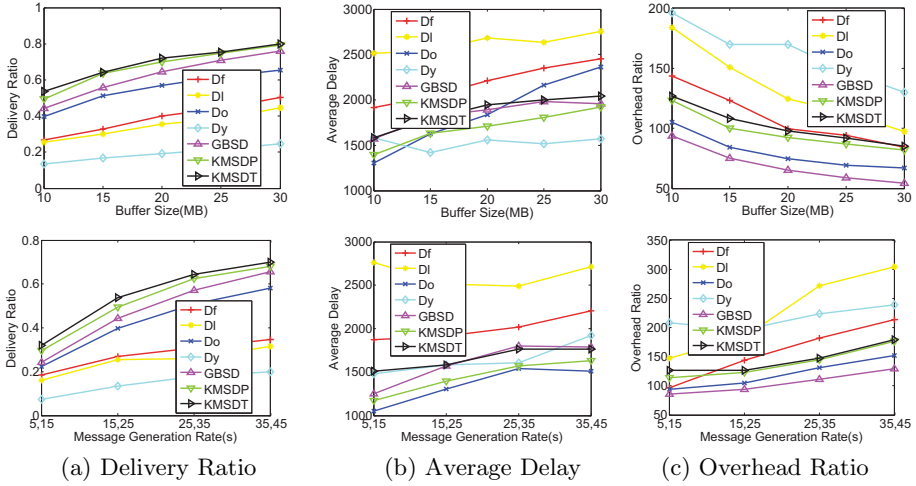 1
0.8
0.6
0.4
0.2
0
10 15 20 25 30
Delivery Ratio
Buffer Size(MB)
Df
Dl
Do
Dy
GBSD
KMSDP
KMSDT
3000
2500
2000
1500
1000
10 15 20 25 30
Average Delay
Buffer Size(MB)
Df
Dl
Do
Dy
GBSD
KMSDP
KMSDT
200
150
100
50
10 15 20 25 30
Overhead Ratio
Buffer Size(MB)
Df
Dl
Do
Dy
GBSD
KMSDP
KMSDT
0.8
0.6
0.4
0.2
0
5,15 15,25 25,35 35,45
Delivery Ratio
Message Generation Rate(s)
Df
Dl
Do
Dy
GBSD
KMSDP
KMSDT
3000
2500
2000
1500
1000
5,15 15,25 25,35 35,45
Average Delay
Message Generation Rate(s)
Df
Dl
Do
Dy
GBSD
KMSDP
KMSDT
350
300
250
200
150
100
50
5,15 15,25 25,35 35,45
Overhead Ratio
Message Generation Rate(s)
Df
Dl
Do
Dy
GBSD
KMSDP
KMSDT
(a) Delivery Ratio
(b) Average Delay
(c) Overhead Ratio